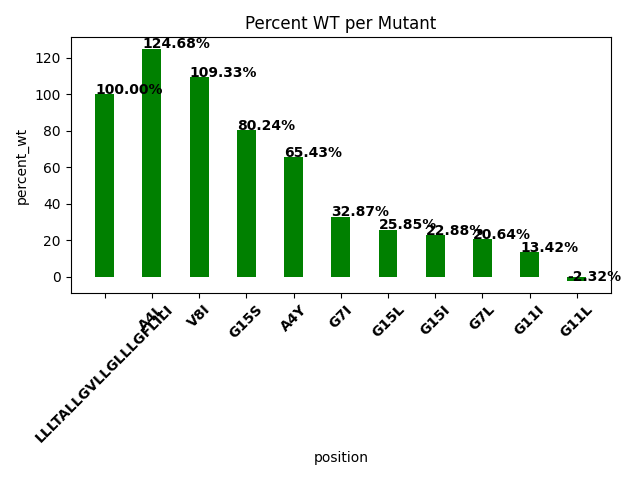 Percent WT per Mutant
percent_wt
120
100
80
60
40
20
0
100.00%
124.68%
109.33%
80.24%
65.43%
32.87%
25.85%
22.88%
20.64%
13.42%
-2.32%
LLLTALLGVLLGLLLGFLILI
V8I
G15S
A4Y
G7I
G15L
G15I
G7L
G11I
G11L
position